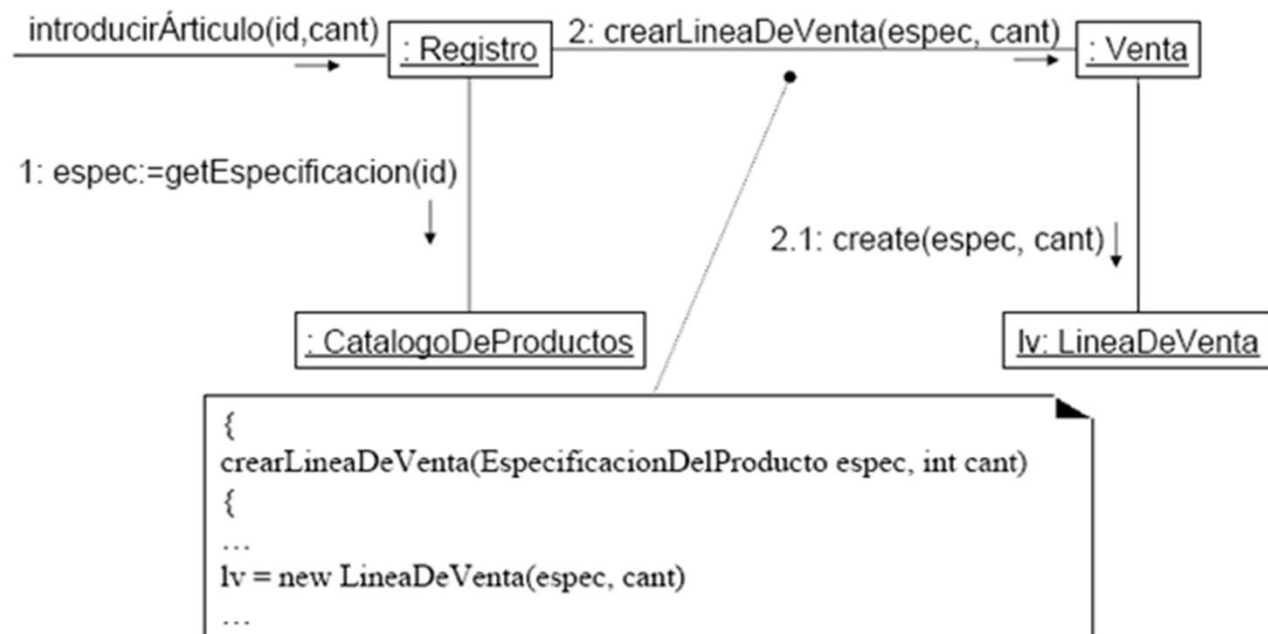 introducirÁrticulo(id,cant)
: Registro
2: crearLineaDeVenta(espec, cant)
: Venta
1: espec:=getEspecificacion(id)
2.1: create(espec, cant)
: CatalogoDeProductos
lv: LineaDeVenta
{
crearLineaDeVenta(EspecificacionDelProducto espec, int cant)
{
...
lv = new LineaDeVenta(espec, cant)
...